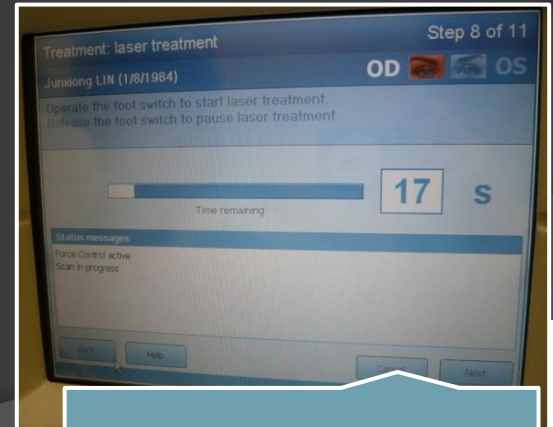 Treatment: laser treatment
Step 8 of 11
Junxiong LIN (1/8/1984)
OD OS
Operate the foot switch to start laser treatment.
Release the foot switch to pause laser treatment.
17 s
Time remaining
Status messages
Force Control active
Scan in progress
Back
Help
Next